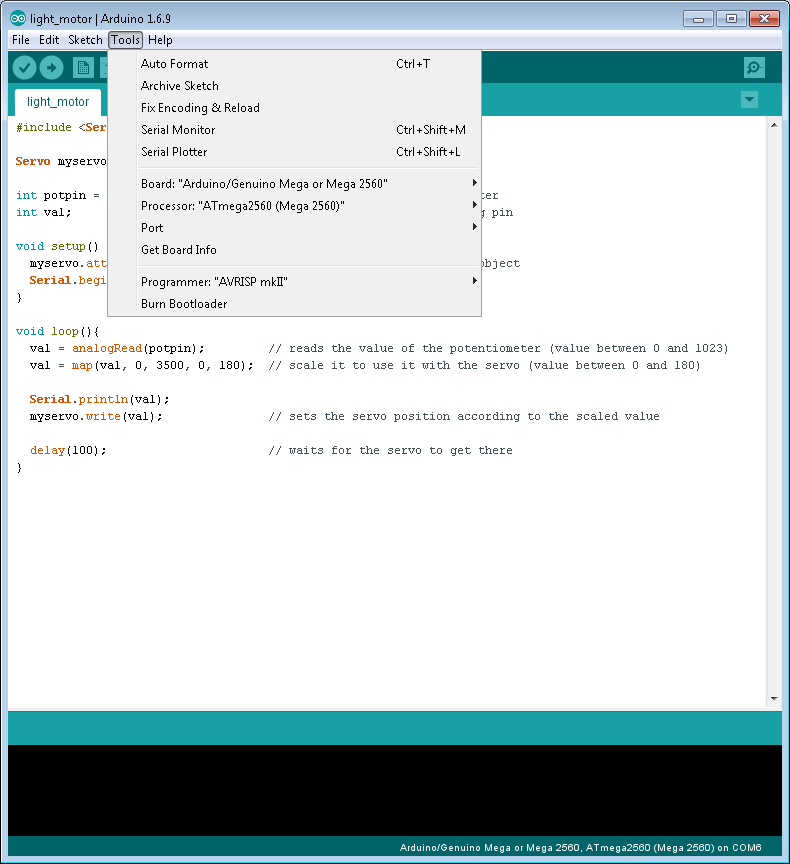 light_motor | Arduino 1.6.9
File Edit Sketch Tools Help
Auto Format Ctrl+T
Archive Sketch
Fix Encoding & Reload
Serial Monitor Ctrl+Shift+M
Serial Plotter Ctrl+Shift+L
Board: "Arduino/Genuino Mega or Mega 2560"
Processor: "ATmega2560 (Mega 2560)"
Port
Get Board Info
Programmer: "AVRISP mkII"
Burn Bootloader
light_motor
#include <Ser
Servo myservo
int potpin =
int val; pin
void setup()
myservo.att object
Serial.begi
}
void loop(){
val = analogRead(potpin); // reads the value of the potentiometer (value between 0 and 1023)
val = map(val, 0, 3500, 0, 180); // scale it to use it with the servo (value between 0 and 180)
Serial.println(val);
myservo.write(val); // sets the servo position according to the scaled value
delay(100); // waits for the servo to get there
}
Arduino/Genuino Mega or Mega 2560, ATmega2560 (Mega 2560) on COM6